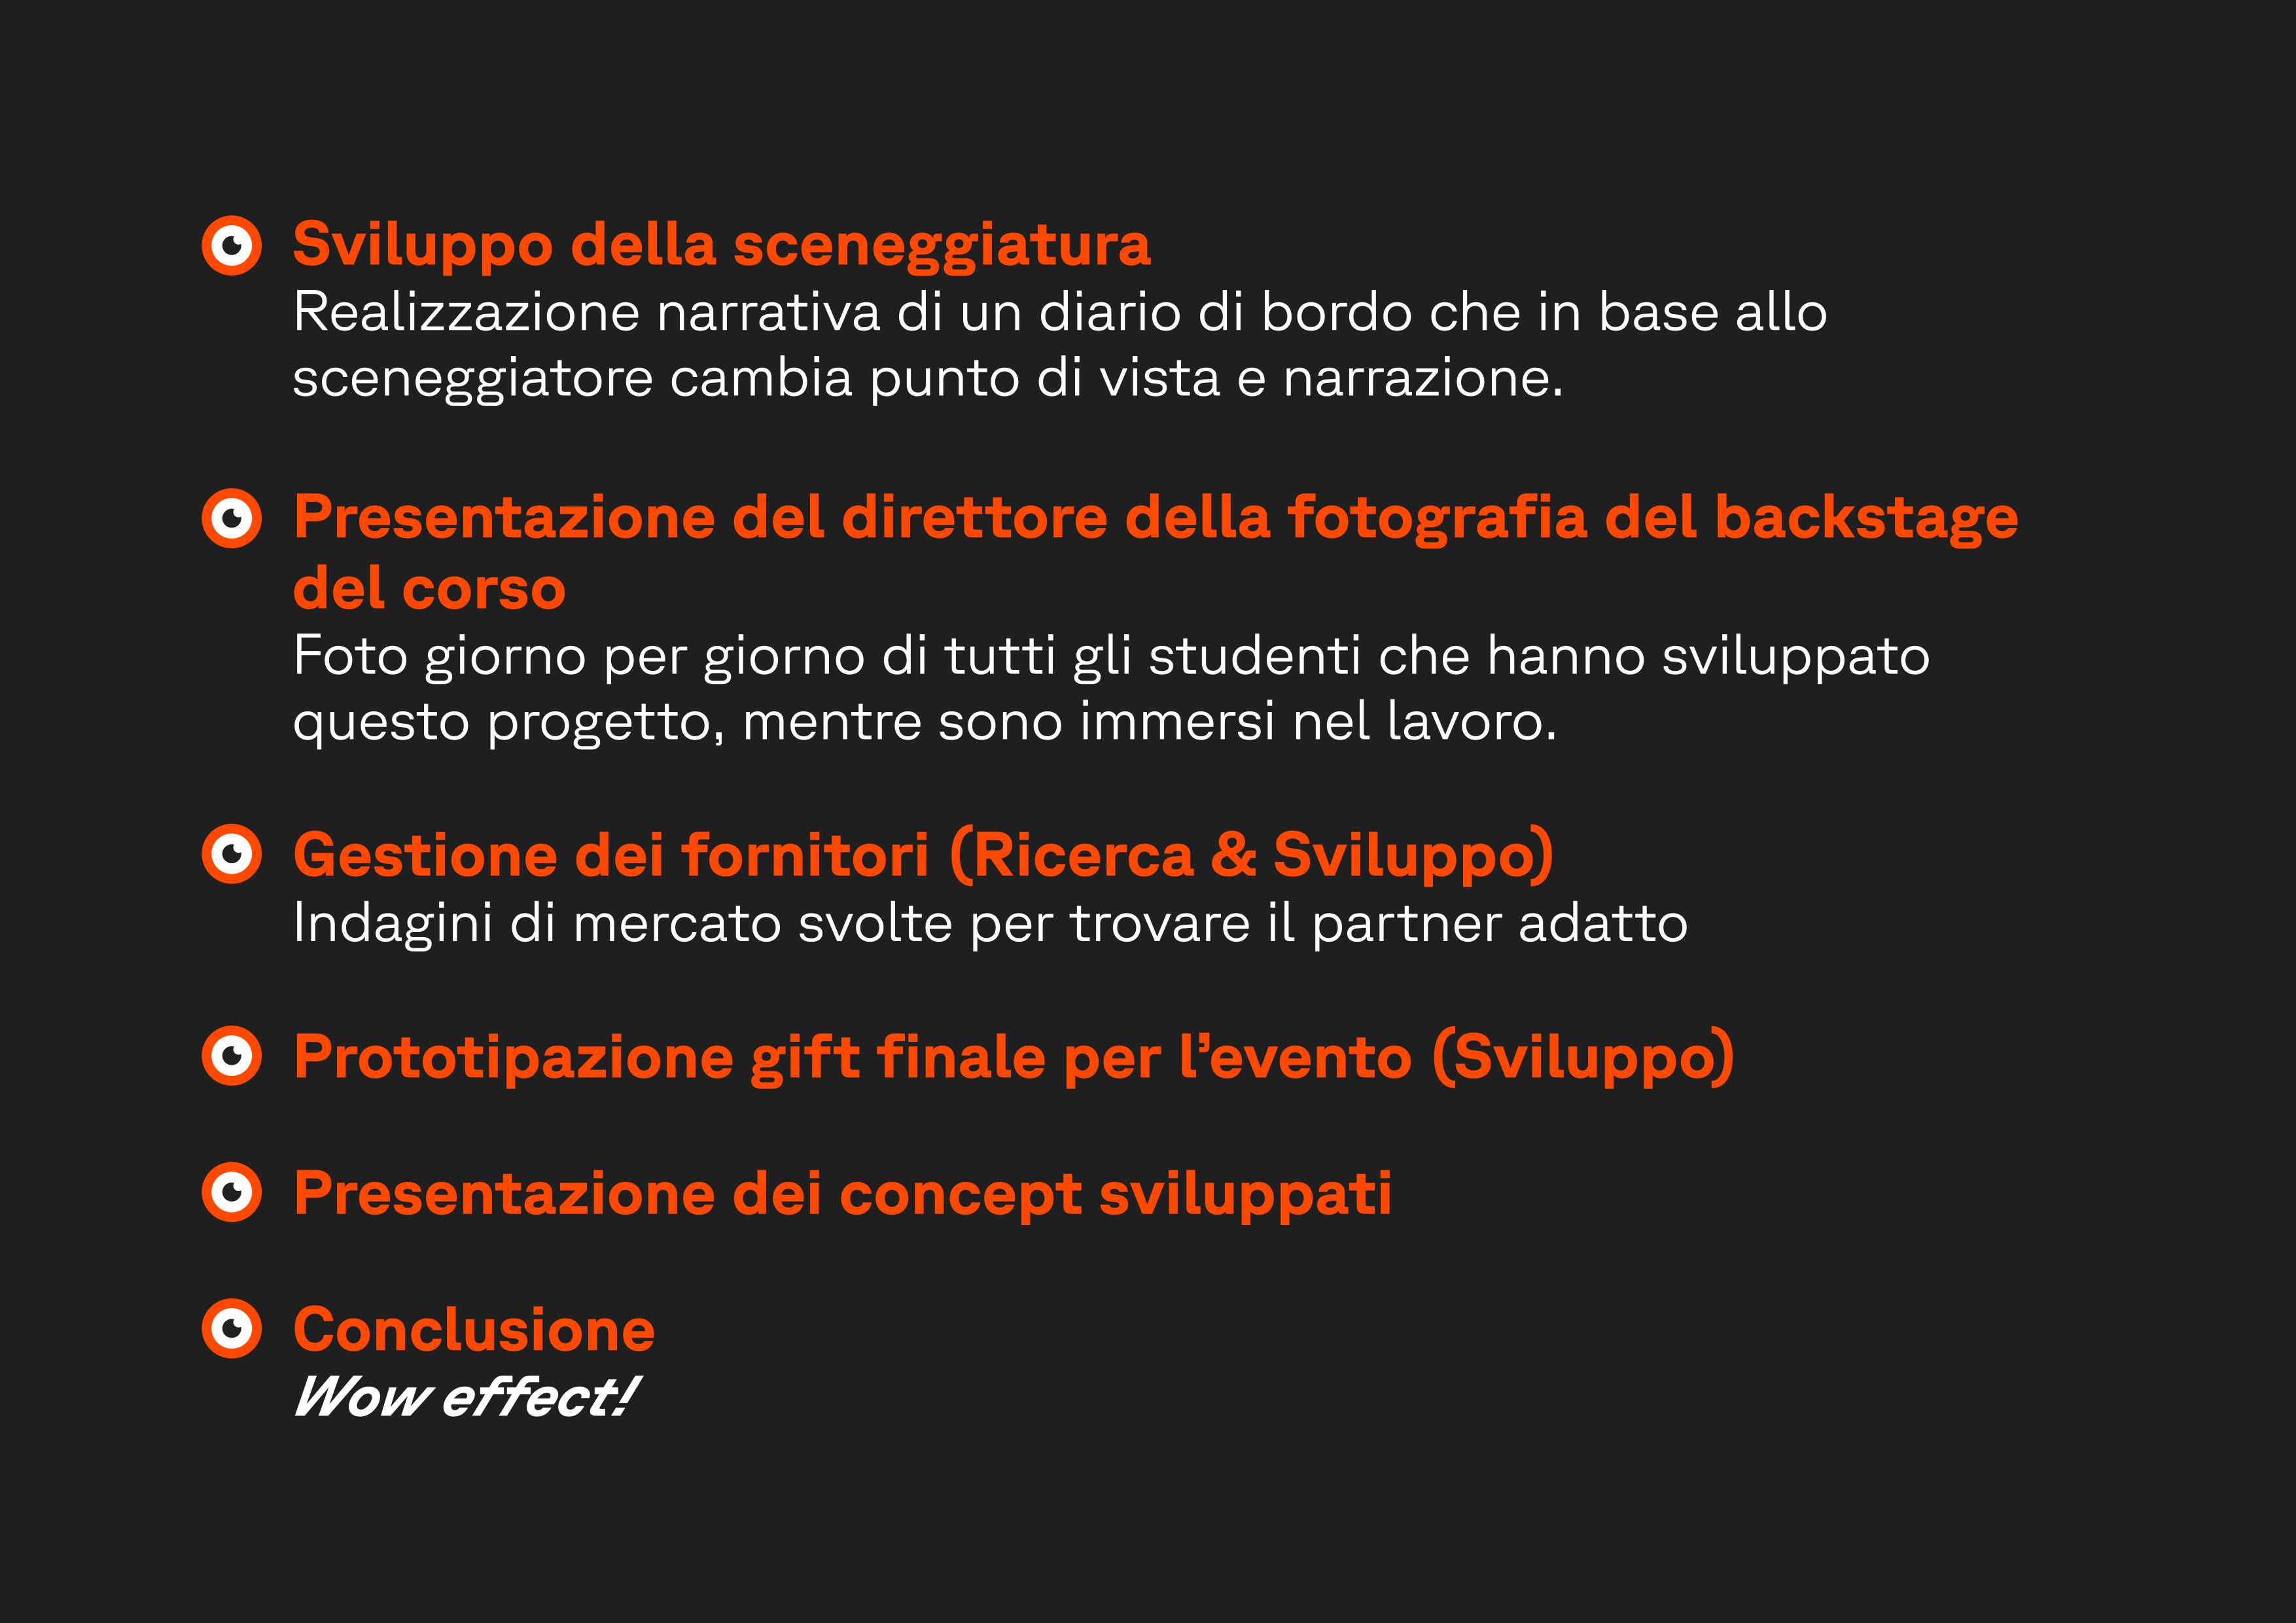 Sviluppo della sceneggiatura
Realizzazione narrativa di un diario di bordo che in base allo
sceneggiatore cambia punto di vista e narrazione.
Presentazione del direttore della fotografia del backstage
del corso
Foto giorno per giorno di tutti gli studenti che hanno sviluppato
questo progetto, mentre sono immersi nel lavoro.
Gestione dei fornitori (Ricerca & Sviluppo)
Indagini di mercato svolte per trovare il partner adatto
Prototipazione gift finale per l’evento (Sviluppo)
Presentazione dei concept sviluppati
Conclusione
Wow effect!